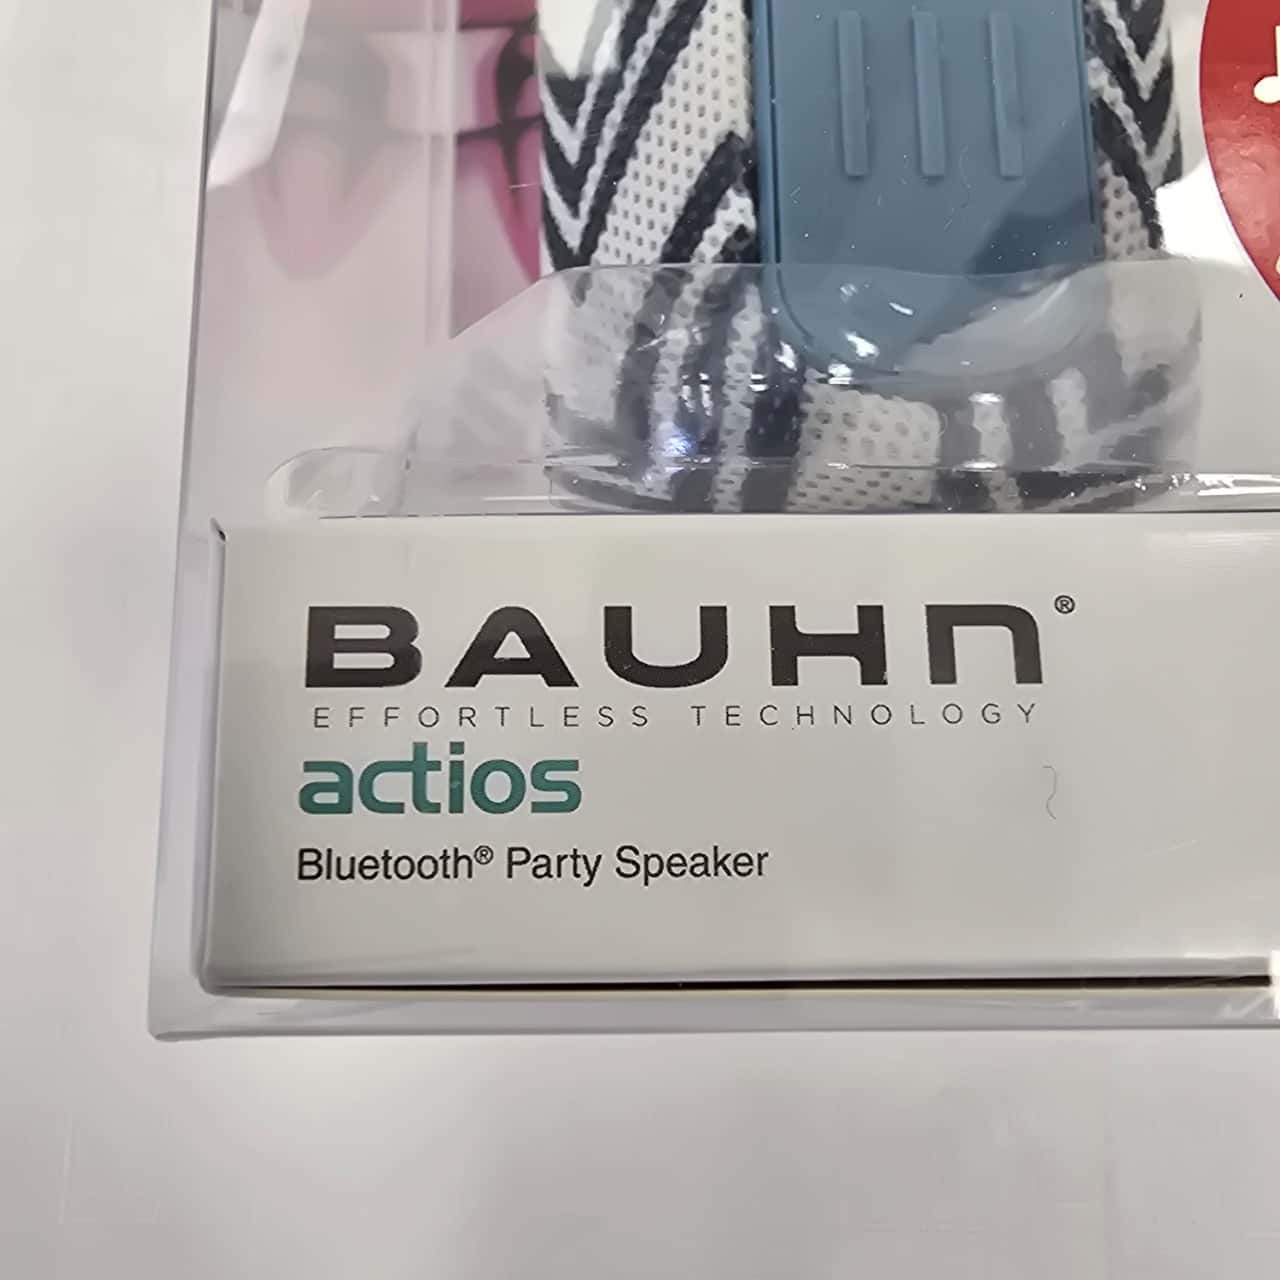 BAUHN®
EFFORTLESS TECHNOLOGY
actios
Bluetooth® Party Speaker